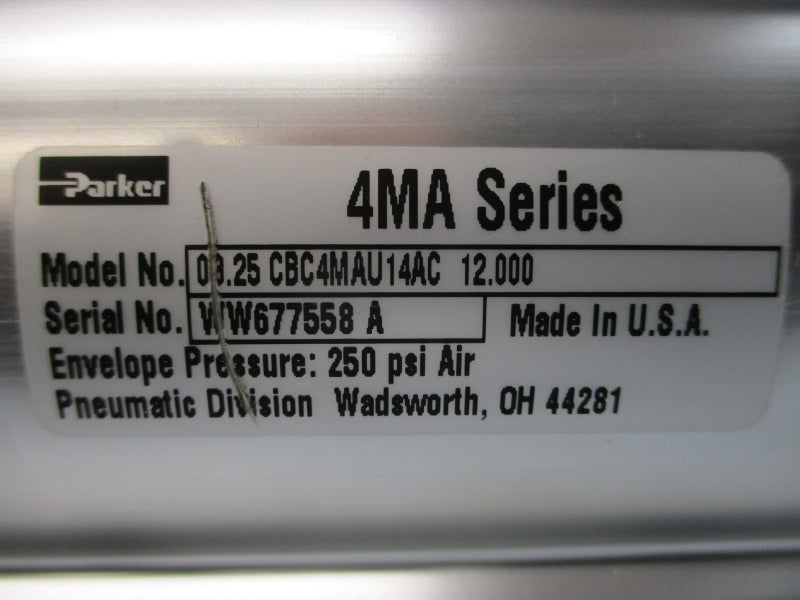 Parker
4MA Series
Model No. 03.25 CBC4MAU14AC 12.000
Serial No. WW677558 A Made In U.S.A.
Envelope Pressure: 250 psi Air
Pneumatic Division Wadsworth, OH 44281